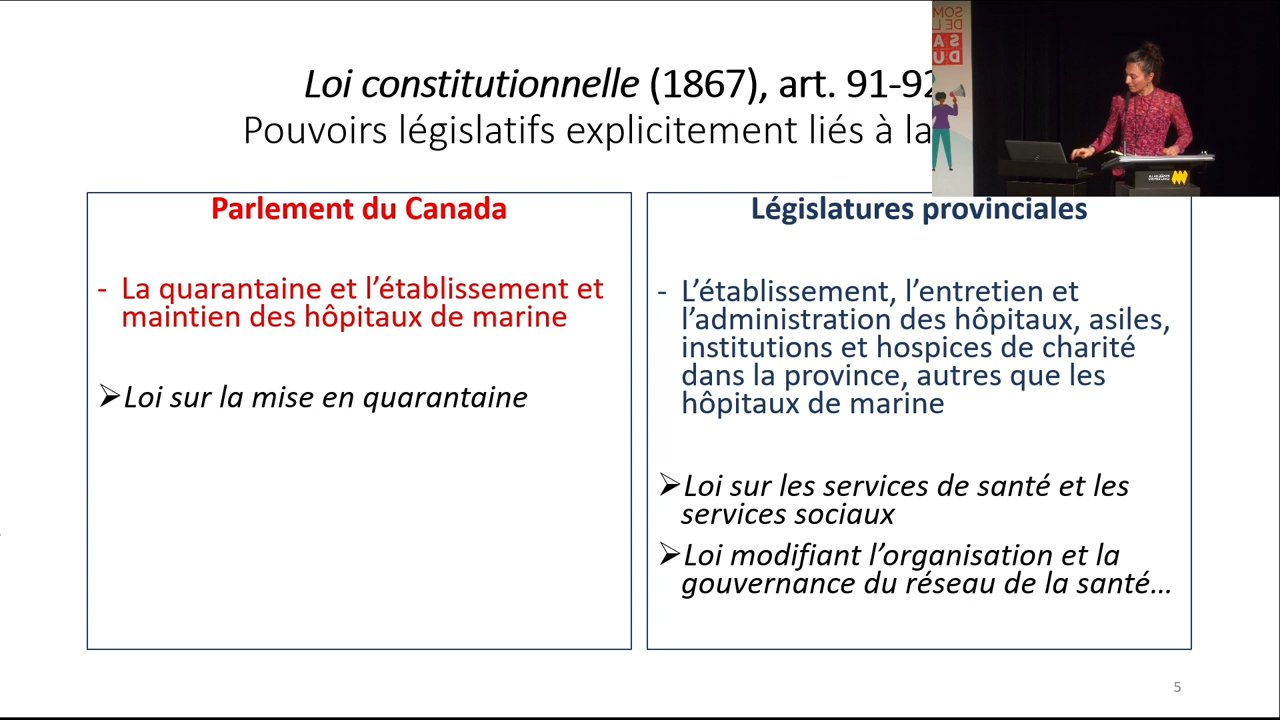 Loi constitutionnelle (1867), art. 91-92
Pouvoirs législatifs explicitement liés à la
Parlement du Canada
- La quarantaine et l’établissement et
maintien des hôpitaux de marine
➢Loi sur la mise en quarantaine
Législatures provinciales
- L’établissement, l’entretien et
l’administration des hôpitaux, asiles,
institutions et hospices de charité
dans la province, autres que les
hôpitaux de marine
➢Loi sur les services de santé et les
services sociaux
➢Loi modifiant l’organisation et la
gouvernance du réseau de la santé…
5